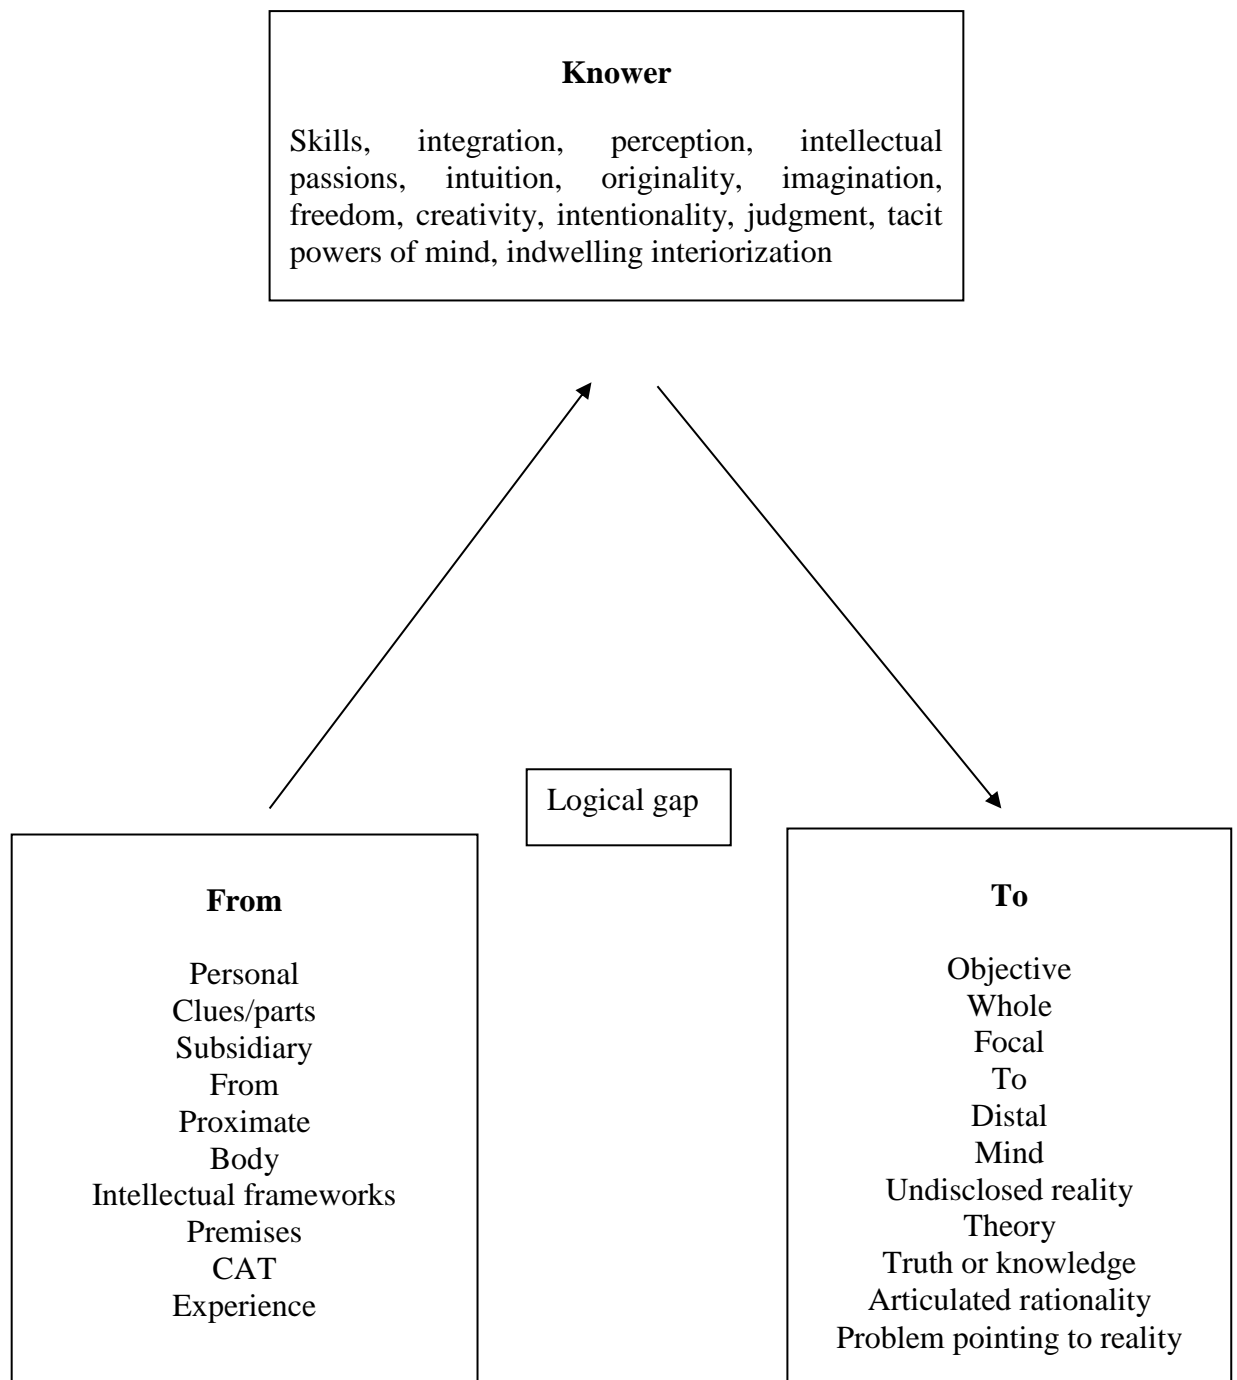 Knower
Skills, integration, perception, intellectual
passions, intuition, originality, imagination,
freedom, creativity, intentionality, judgment, tacit
powers of mind, indwelling interiorization
Logical gap
From
Personal
Clues/parts
Subsidiary
From
Proximate
Body
Intellectual frameworks
Premises
CAT
Experience
To
Objective
Whole
Focal
To
Distal
Mind
Undisclosed reality
Theory
Truth or knowledge
Articulated rationality
Problem pointing to reality